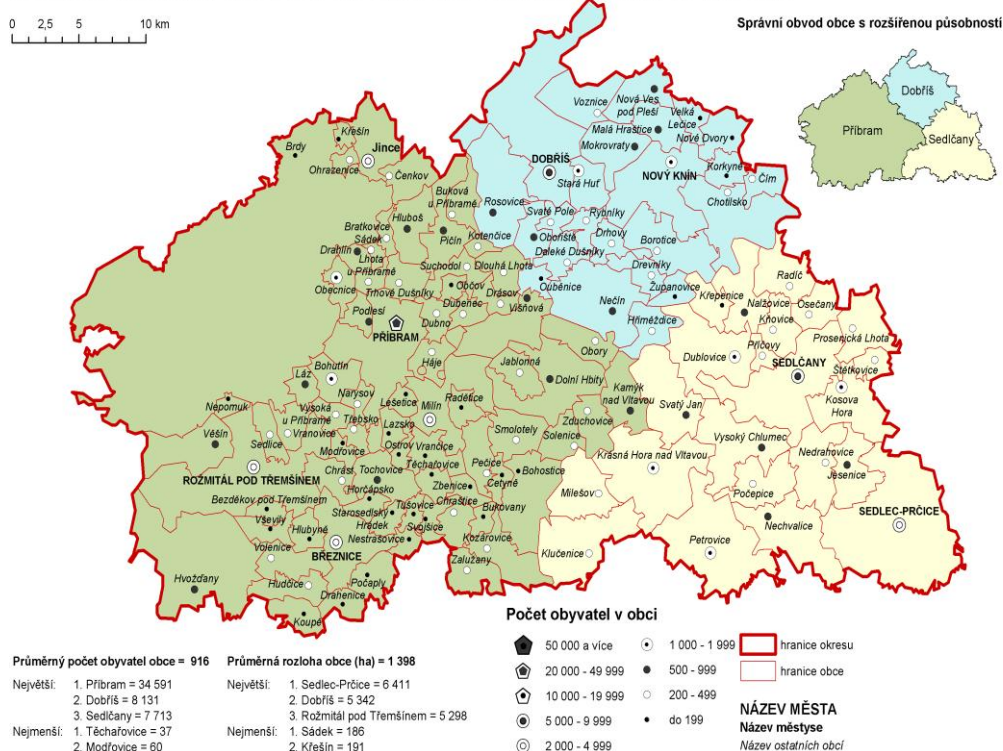 0 2,5 5 10 km
Správní obvod obce s rozšířenou působností
Dobříš
Příbram
Sedlčany
Křešín
Brdy
Jince
Ohrazenice
Čenkov
Voznice
Nová Ves
pod Pleší
Velká
Lečice
Malá Hraštice
Nové Dvory
Mokrovraty
DOBŘÍŠ
Stará Huť
NOVÝ KNÍN
Korkyně
Čím
Chotilsko
Buková
u Příbramě
Rosovice
Svaté Pole
Rybníky
Bratkovice
Hluboš
Sádek
Pičín
Kotenčice
Obořiště
Drhovy
Daleké Dušníky
Borotice
Drahlín
Lhota
u Příbramě
Suchodol
Dlouhá Lhota
Drevníky
Obecnice
Trhové Dušníky
Občov
Ouběnice
Županovice
Radíč
Podlesí
Dubenec
Drásov
Višňová
Nečín
Křepenice
Nalžovice
Osečany
Dubno
PŘÍBRAM
Hříměždice
Kňovice
Prosenická Lhota
Háje
Obory
Dublovice
Příčovy
SEDLČANY
Štětkovice
Láz
Bohutín
Jablonná
Dolní Hbity
Kamýk
nad Vltavou
Svatý Jan
Kosova
Hora
Nepomuk
Narysov
Lešetice
Milín
Radětice
Vysoká
u Příbramě
Třebsko
Lazsko
Zduchovice
Věšín
Vranovice
Sedlice
Modřovice
Ostrov
Vrančice
Smolotely
Solenice
Vysoký Chlumec
Nedrahovice
Jesenice
Krásná Hora nad Vltavou
ROŽMITÁL POD TŘEMŠÍNEM
Chrást
Tochovice
Těchařovice
Pečice
Bohostice
Cetyně
Horčápsko
Zbenice
Milešov
Počepice
Bezděkov pod Třemšínem
Starosedlský
Hrádek
Tušovice
Chraštice
Bukovany
SEDLEC-PRČICE
Vševily
Hlubyně
Svojšice
Nechvalice
BŘEZNICE
Nestrašovice
Kozárovice
Klučenice
Petrovice
Volenice
Zalužany
Hvožďany
Hudčice
Počaply
Drahenice
Koupě
Průměrný počet obyvatel obce = 916
Největší: 1. Příbram = 34 591
2. Dobříš = 8 131
3. Sedlčany = 7 713
Nejmenší: 1. Těchařovice = 37
2. Modřovice = 60
Průměrná rozloha obce (ha) = 1 398
Největší: 1. Sedlec-Prčice = 6 411
2. Dobříš = 5 342
3. Rožmitál pod Třemšínem = 5 298
Nejmenší: 1. Sádek = 186
2. Křešín = 191
Počet obyvatel v obci
50 000 a více
20 000 - 49 999
10 000 - 19 999
5 000 - 9 999
2 000 - 4 999
1 000 - 1 999
500 - 999
200 - 499
do 199
hranice okresu
hranice obce
NÁZEV MĚSTA
Název městyse
Název ostatních obcí